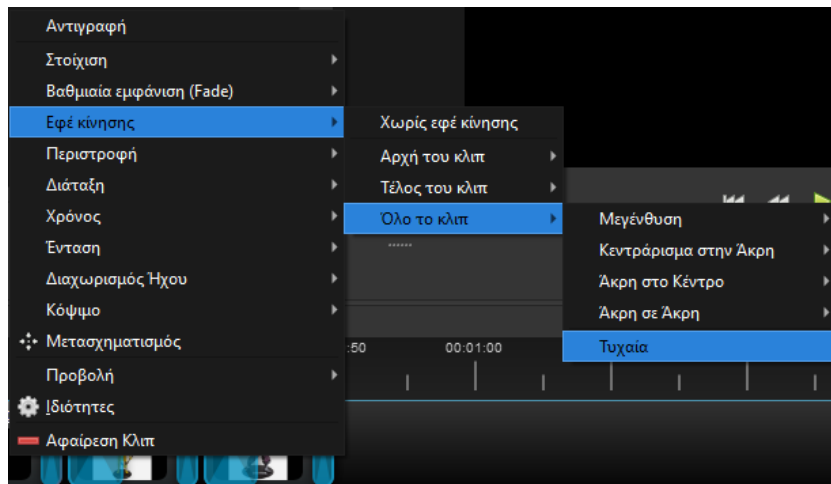 Αντιγραφή
Στοίχιση
Βαθμιαία εμφάνιση (Fade)
Εφέ κίνησης
Περιστροφή
Διάταξη
Χρόνος
Ένταση
Διαχωρισμός Ήχου
Κόψιμο
Μετασχηματισμός
Προβολή
Ιδιότητες
Αφαίρεση Κλιπ
Χωρίς εφέ κίνησης
Αρχή του κλιπ
Τέλος του κλιπ
Όλο το κλιπ
Μεγένθυση
Κεντράρισμα στην Άκρη
Άκρη στο Κέντρο
Άκρη σε Άκρη
Τυχαία
:50
00:01:00